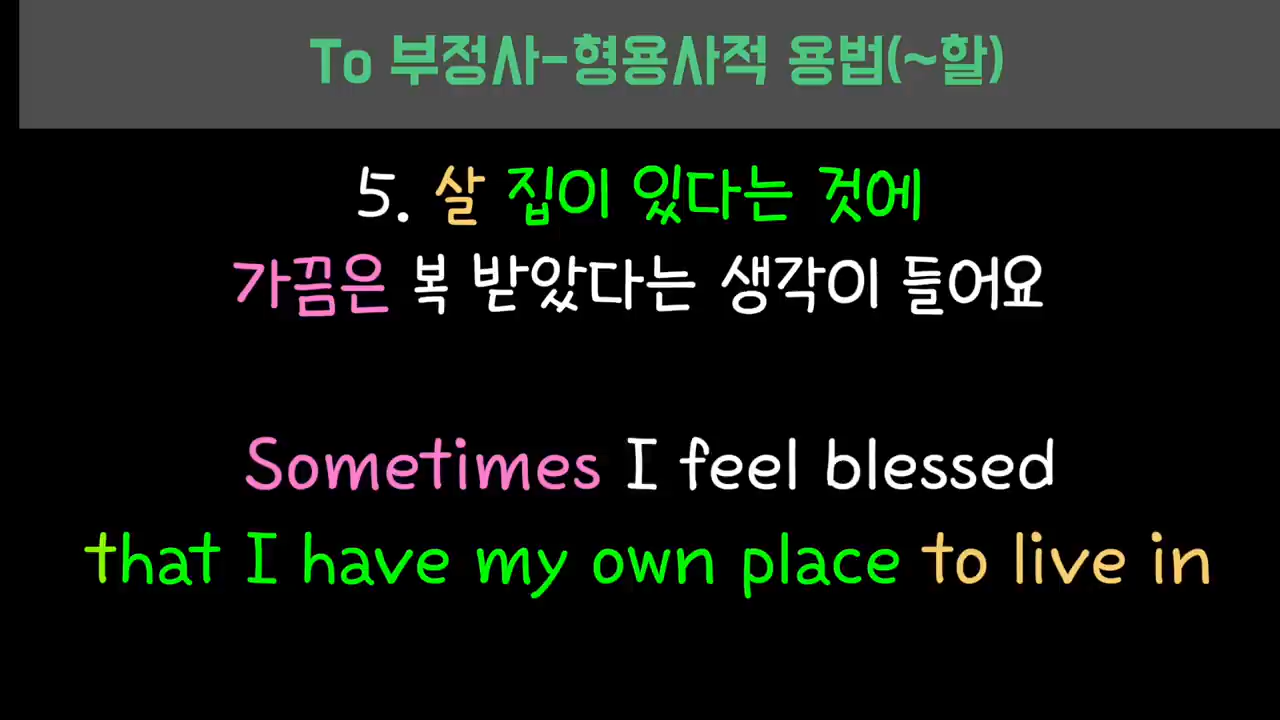 To 부정사-형용사적 용법(~할)
5. 살 집이 있다는 것에
가끔은 복 받았다는 생각이 들어요
Sometimes I feel blessed
that I have my own place to live in